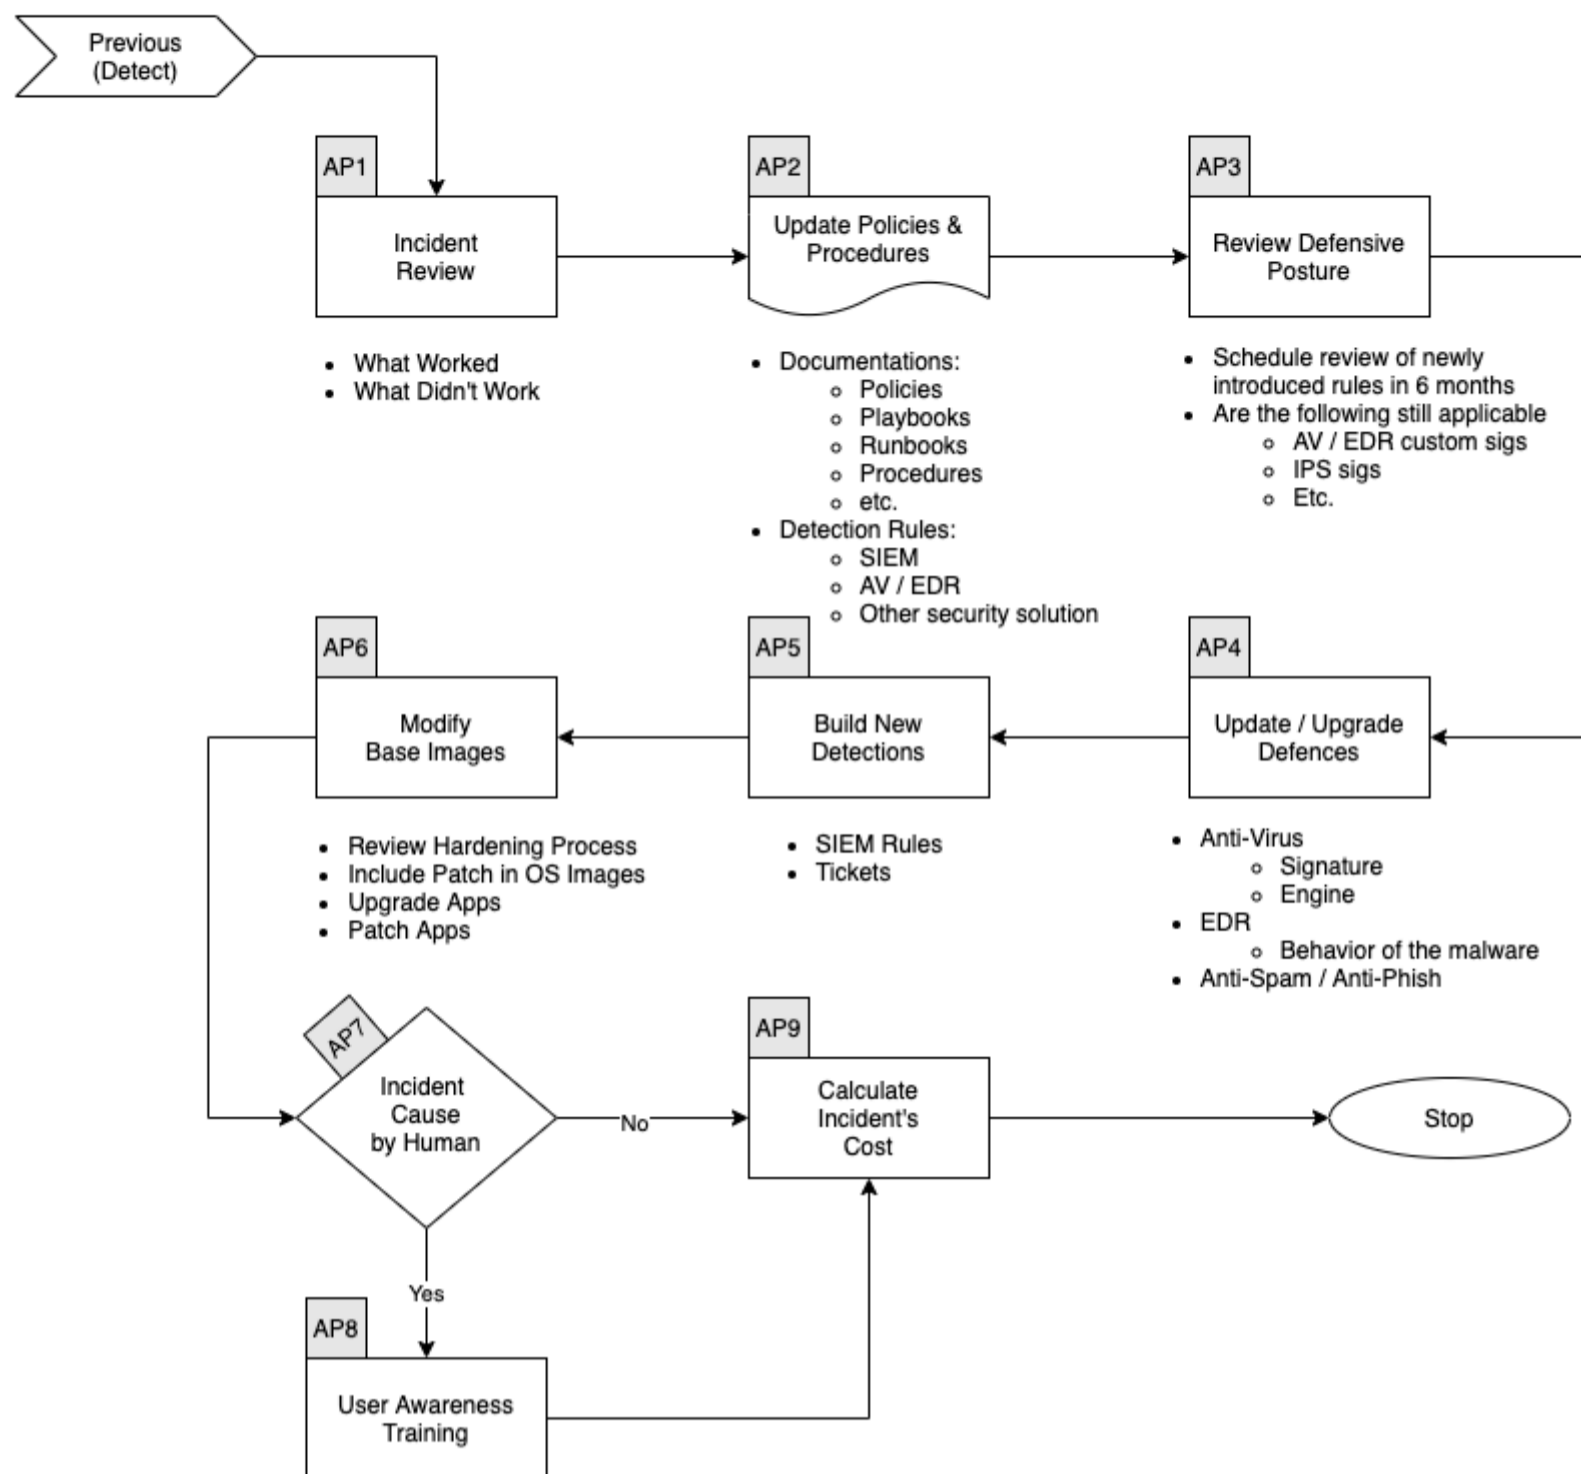 Previous
(Detect)
AP1
Incident
Review
What Worked
What Didn't Work
AP2
Update Policies &
Procedures
Documentations:
Policies
Playbooks
Runbooks
Procedures
etc.
Detection Rules:
SIEM
AV / EDR
Other security solution
AP3
Review Defensive
Posture
Schedule review of newly
introduced rules in 6 months
Are the following still applicable
AV / EDR custom sigs
IPS sigs
Etc.
AP4
Update / Upgrade
Defences
Anti-Virus
Signature
Engine
EDR
Behavior of the malware
Anti-Spam / Anti-Phish
AP5
Build New
Detections
SIEM Rules
Tickets
AP6
Modify
Base Images
Review Hardening Process
Include Patch in OS Images
Upgrade Apps
Patch Apps
AP7
Incident
Cause
by Human
No
Yes
AP8
User Awareness
Training
AP9
Calculate
Incident's
Cost
Stop